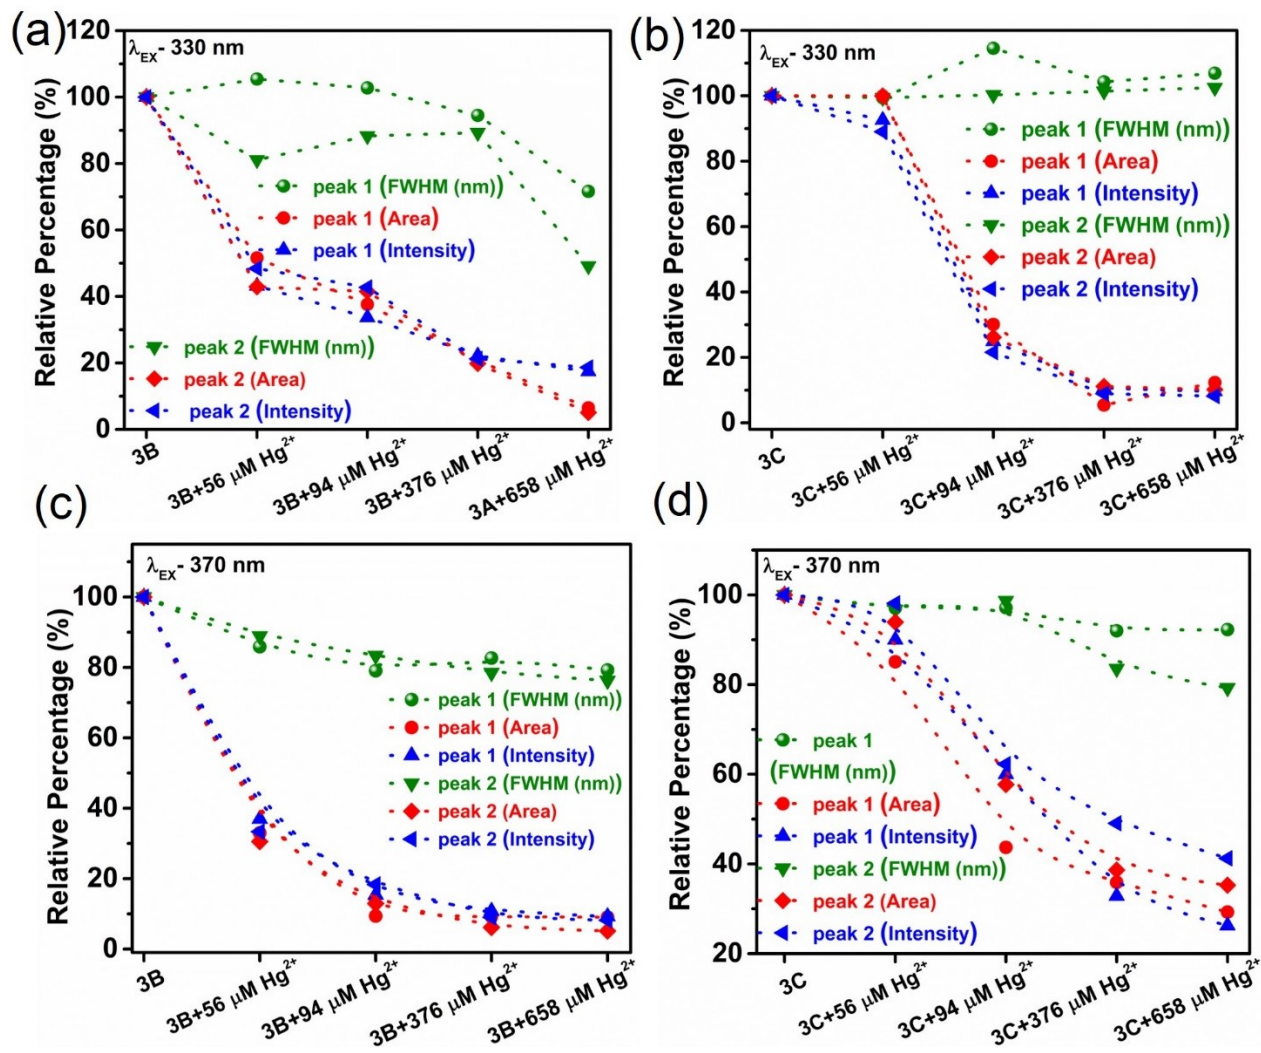 (a)
λEX- 330 nm
Relative Percentage (%)
120
100
80
60
40
20
0
peak 1 (FWHM (nm))
peak 1 (Area)
peak 1 (Intensity)
peak 2 (FWHM (nm))
peak 2 (Area)
peak 2 (Intensity)
3B
3B+56 μM Hg²⁺
3B+94 μM Hg²⁺
3B+376 μM Hg²⁺
3A+658 μM Hg²⁺
(b)
λEX- 330 nm
Relative Percentage (%)
120
100
80
60
40
20
0
peak 1 (FWHM (nm))
peak 1 (Area)
peak 1 (Intensity)
peak 2 (FWHM (nm))
peak 2 (Area)
peak 2 (Intensity)
3C
3C+56 μM Hg²⁺
3C+94 μM Hg²⁺
3C+376 μM Hg²⁺
3C+658 μM Hg²⁺
(c)
λEX- 370 nm
Relative Percentage (%)
100
80
60
40
20
0
peak 1 (FWHM (nm))
peak 1 (Area)
peak 1 (Intensity)
peak 2 (FWHM (nm))
peak 2 (Area)
peak 2 (Intensity)
3B
3B+56 μM Hg²⁺
3B+94 μM Hg²⁺
3B+376 μM Hg²⁺
3B+658 μM Hg²⁺
(d)
λEX- 370 nm
Relative Percentage (%)
100
80
60
40
20
peak 1
(FWHM (nm))
peak 1 (Area)
peak 1 (Intensity)
peak 2 (FWHM (nm))
peak 2 (Area)
peak 2 (Intensity)
3C
3C+56 μM Hg²⁺
3C+94 μM Hg²⁺
3C+376 μM Hg²⁺
3C+658 μM Hg²⁺